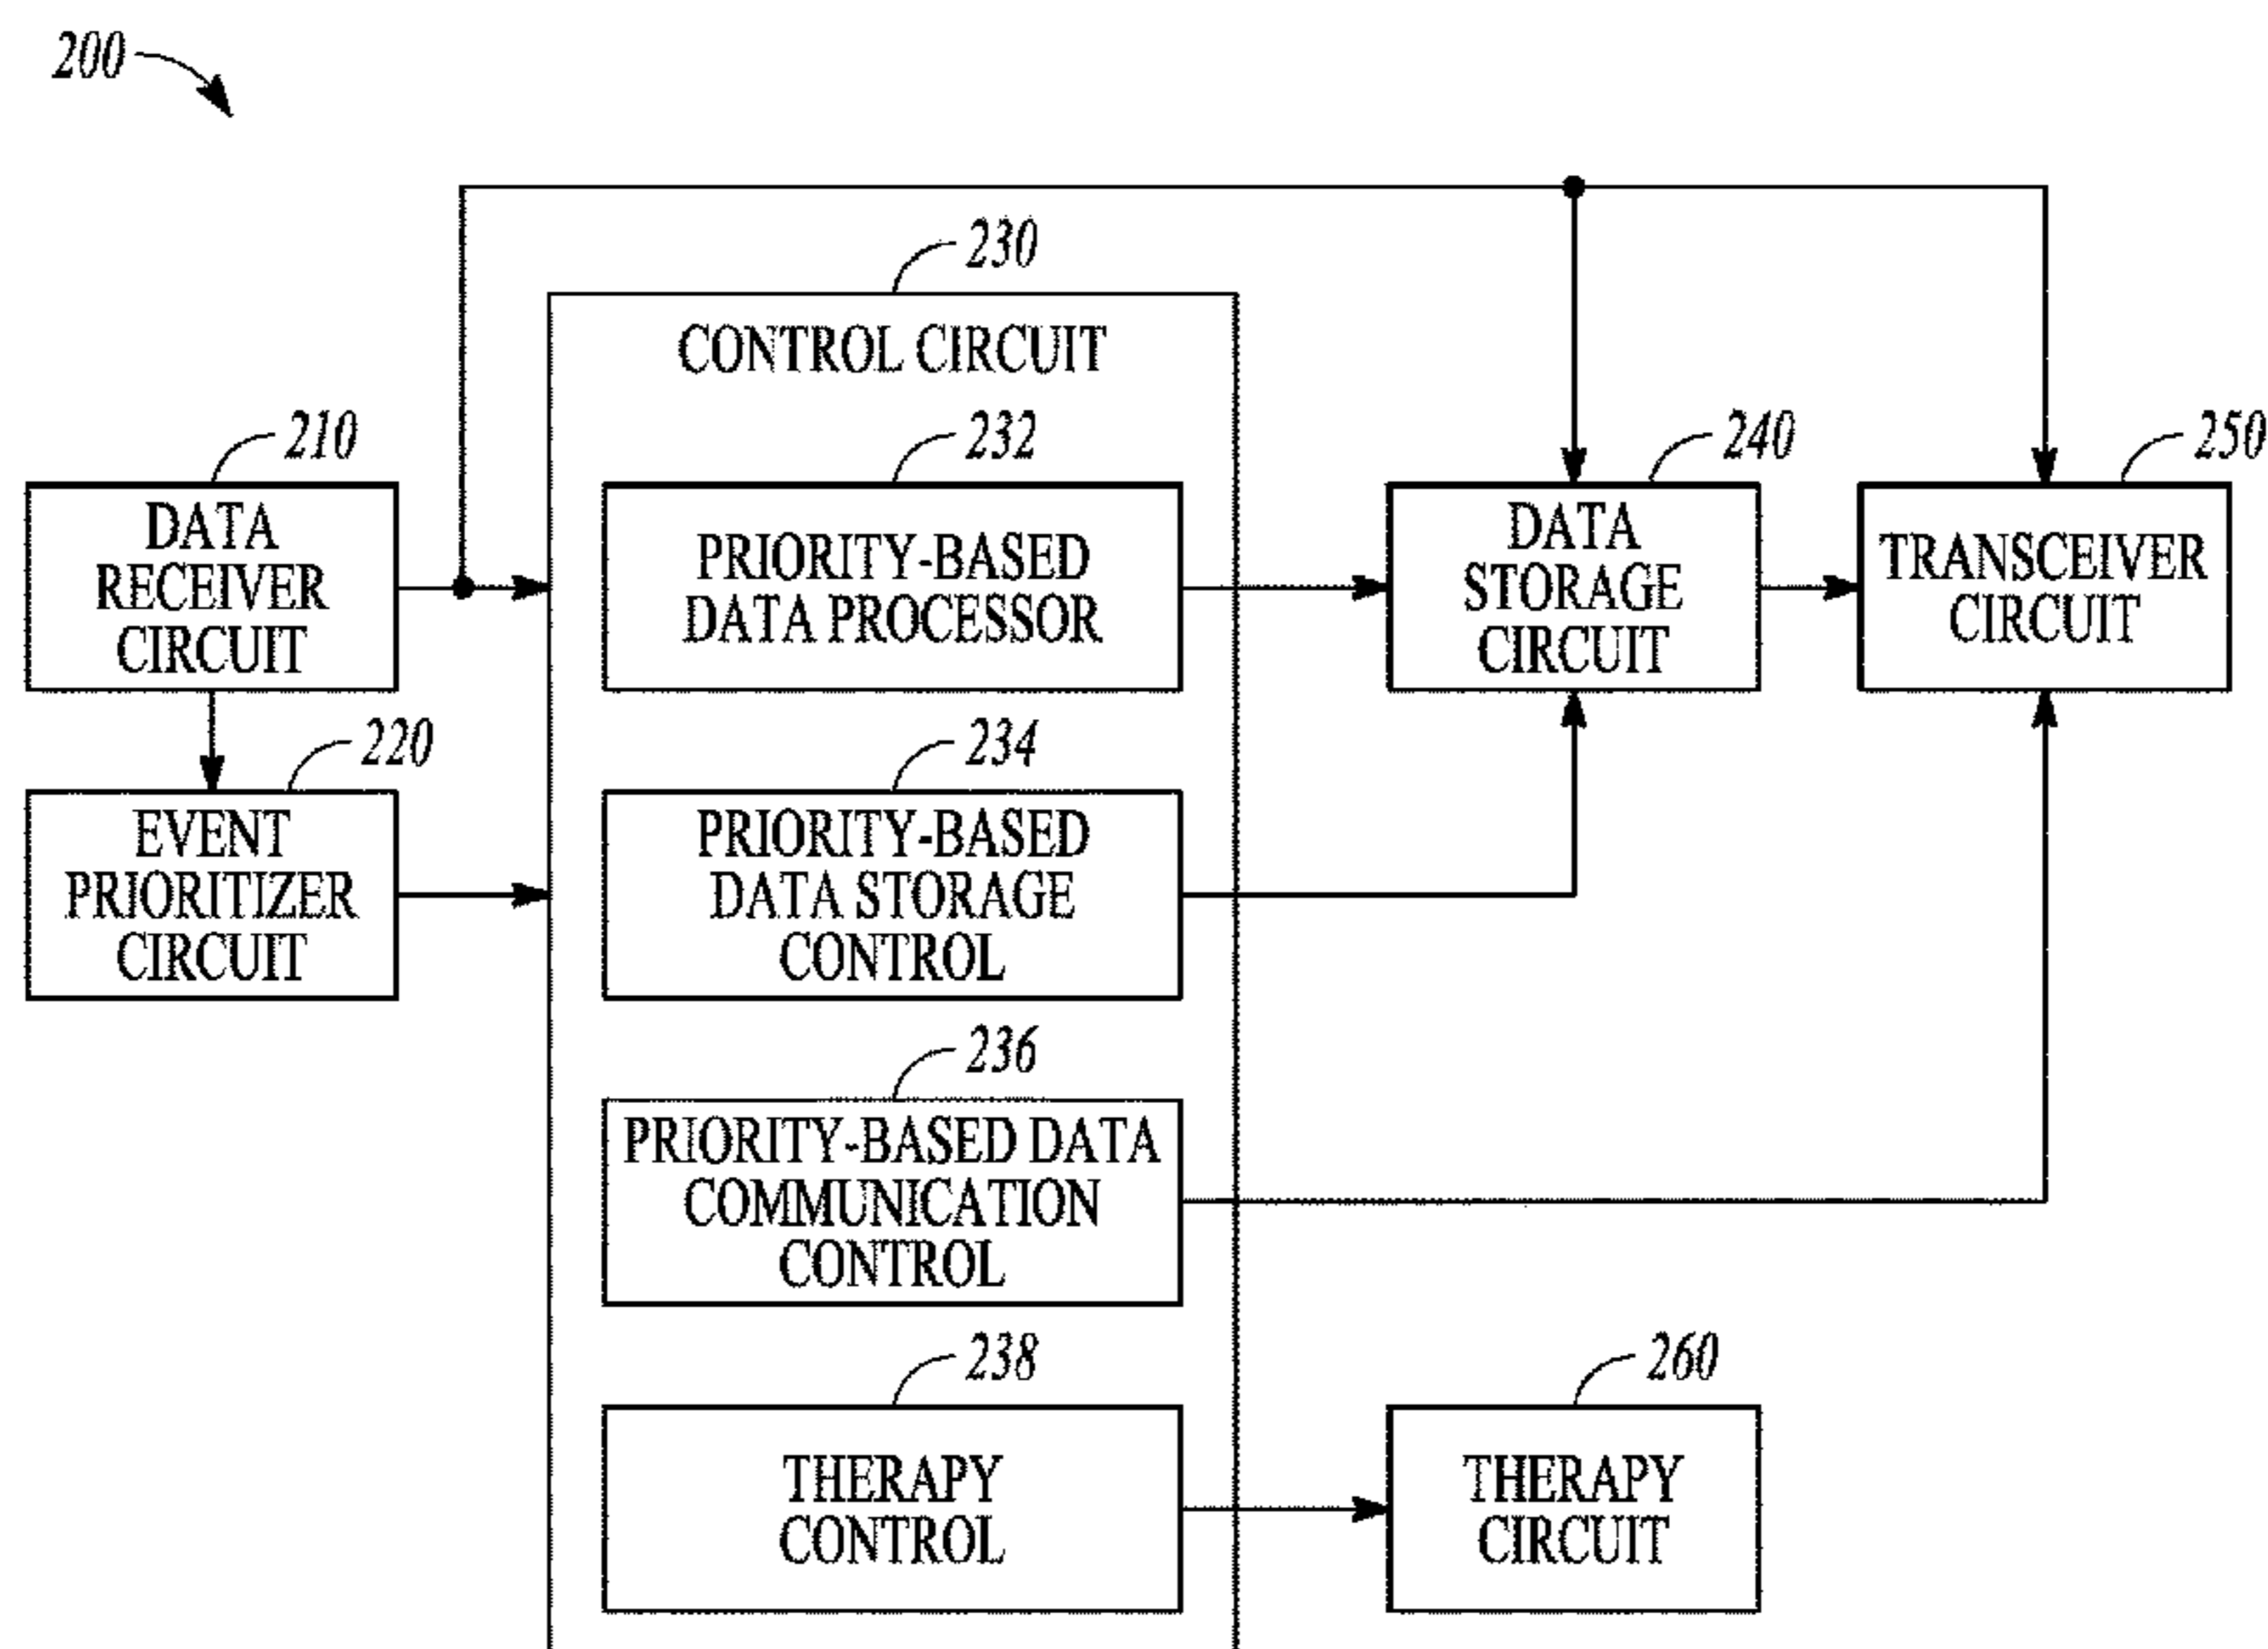 200
230
CONTROL CIRCUIT
210
DATA
RECEIVER
CIRCUIT
232
PRIORITY-BASED
DATA PROCESSOR
240
DATA
STORAGE
CIRCUIT
250
TRANSCEIVER
CIRCUIT
220
EVENT
PRIORITIZER
CIRCUIT
234
PRIORITY-BASED
DATA STORAGE
CONTROL
236
PRIORITY-BASED DATA
COMMUNICATION
CONTROL
238
THERAPY
CONTROL
260
THERAPY
CIRCUIT